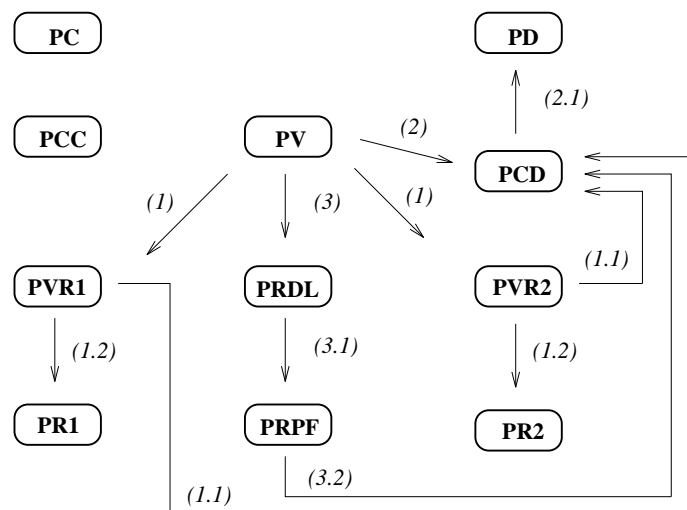 PC
PD
(2.1)
PCC
PV
(2)
PCD
(1)
(3)
(1)
(1.1)
PVR1
PRDL
PVR2
(1.2)
(3.1)
(1.2)
PR1
PRPF
PR2
(3.2)
(1.1)